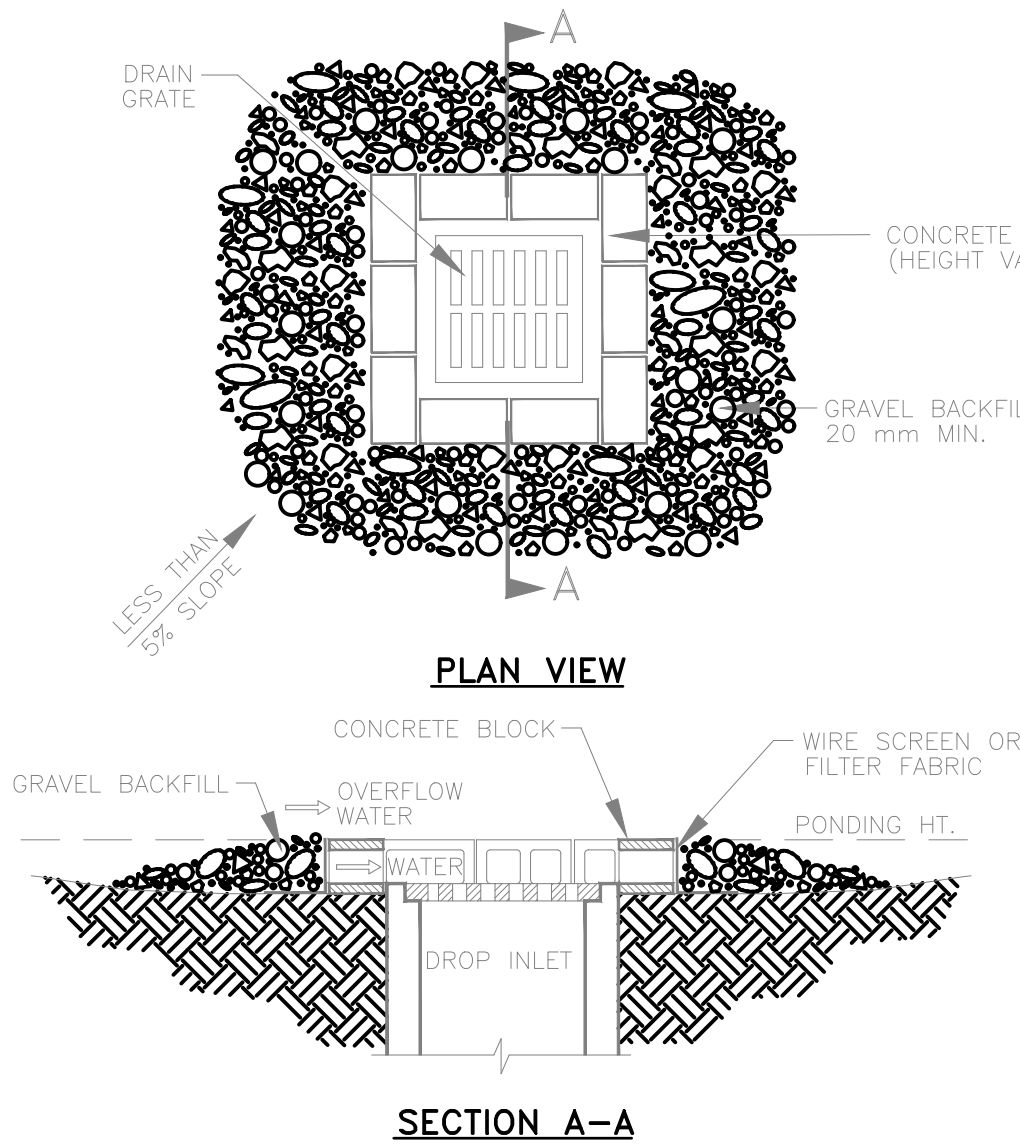 A
DRAIN
GRATE
CONCRETE
(HEIGHT
GRAVEL
20 mm MIN.
A
LESS THAN
5% SLOPE
PLAN VIEW
CONCRETE BLOCK
WIRE SCREEN OR
FILTER FABRIC
GRAVEL BACKFILL
OVERFLOW
WATER
PONDING HT.
WATER
DROP INLET
SECTION A-A